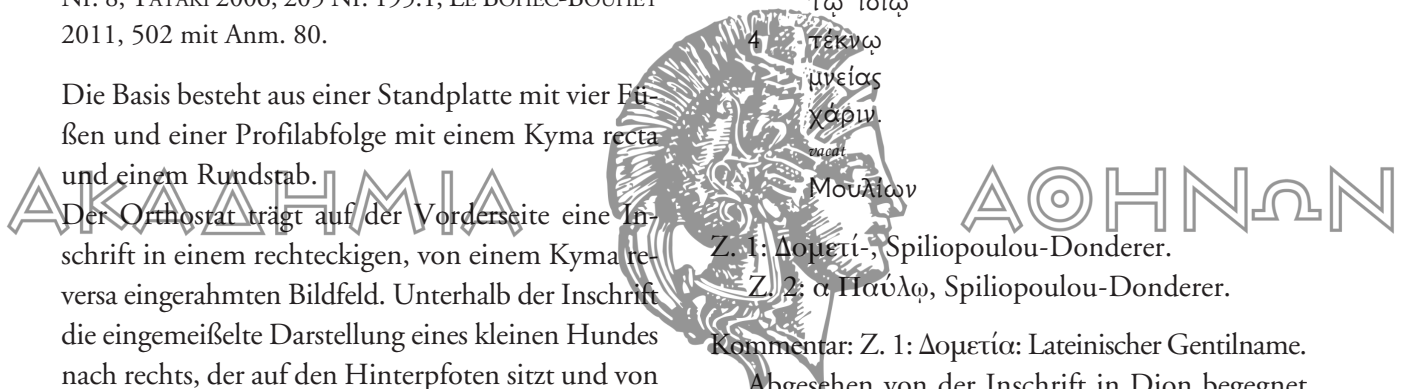 Nr. 8, TATAKI 2006, 205 Nr. 195.1, LE BOHEC-BOUHET
2011, 502 mit Anm. 80.
Die Basis besteht aus einer Standplatte mit vier Fü-
ßen und einer Profilabfolge mit einem Kyma recta
und einem Rundstab.
Der Orthostat trägt auf der Vorderseite eine In-
schrift in einem rechteckigen, von einem Kyma re-
versa eingerahmten Bildfeld. Unterhalb der Inschrift
die eingemeißelte Darstellung eines kleinen Hundes
nach rechts, der auf den Hinterpfoten sitzt und von
τῷ ἰδίῳ
4 τέκνῳ
μνείας
χάριν.
vacat
Μουλίων
Z. 1: Δομετί-, Spiliopoulou-Donderer.
Z. 2: α Παύλῳ, Spiliopoulou-Donderer.
Kommentar: Z. 1: Δομετία: Lateinischer Gentilname.
Abgesehen von der Inschrift in Dion begegnet
ΑΚΑΔΗΜΙΑ ΑΘΗΝΩΝ